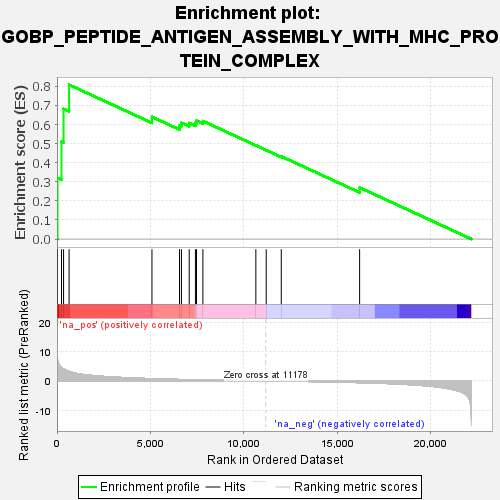 Enrichment plot:
GOBP_PEPTIDE_ANTIGEN_ASSEMBLY_WITH_MHC_PRO
TEIN_COMPLEX
Enrichment score (ES)
0.8
0.7
0.6
0.5
0.4
0.3
0.2
0.1
0.0
'na_pos' (positively correlated)
Ranked list metric (PreRanked)
20
10
0
-10
Zero cross at 11178
'na_neg' (negatively correlated)
0 5,000 10,000 15,000 20,000
Rank in Ordered Dataset
Enrichment profile Hits Ranking metric scores